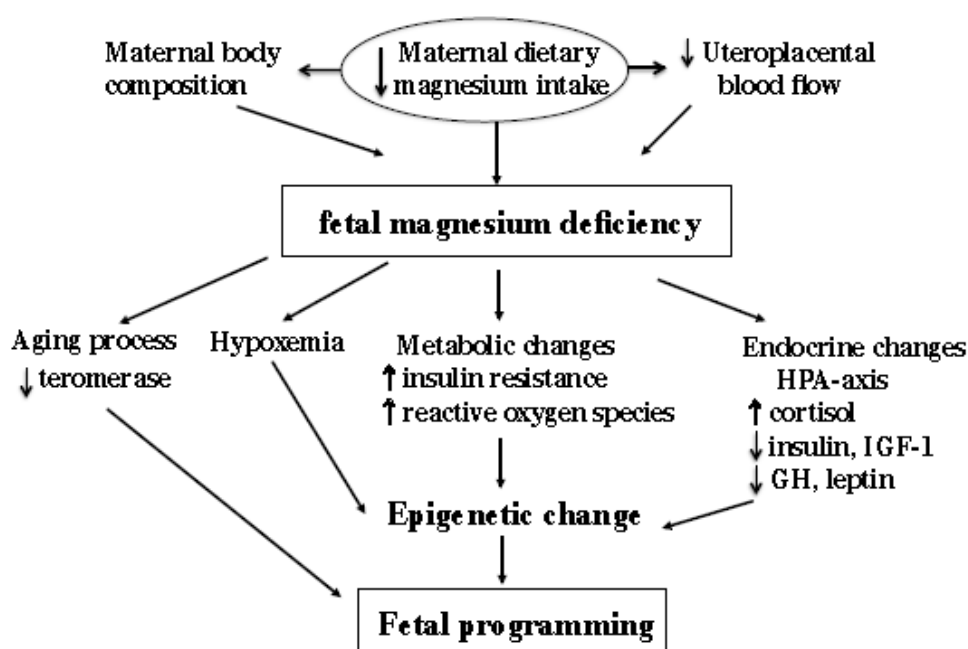 Maternal body
composition
↓ Maternal dietary
magnesium intake
↓ Uteroplacental
blood flow
fetal magnesium deficiency
Aging process
↓ teromerase
Hypoxemia
Metabolic changes
↑ insulin resistance
↑ reactive oxygen species
Endocrine changes
HPA-axis
↑ cortisol
↓ insulin, IGF-1
↓ GH, leptin
Epigenetic change
Fetal programming